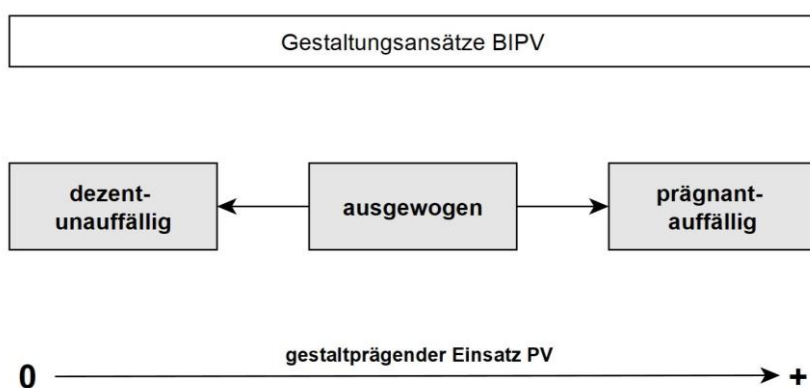 Gestaltungsansätze BIPV
dezent-
unauffällig
ausgewogen
prägnant-
auffällig
gestaltprägender Einsatz PV
0
+